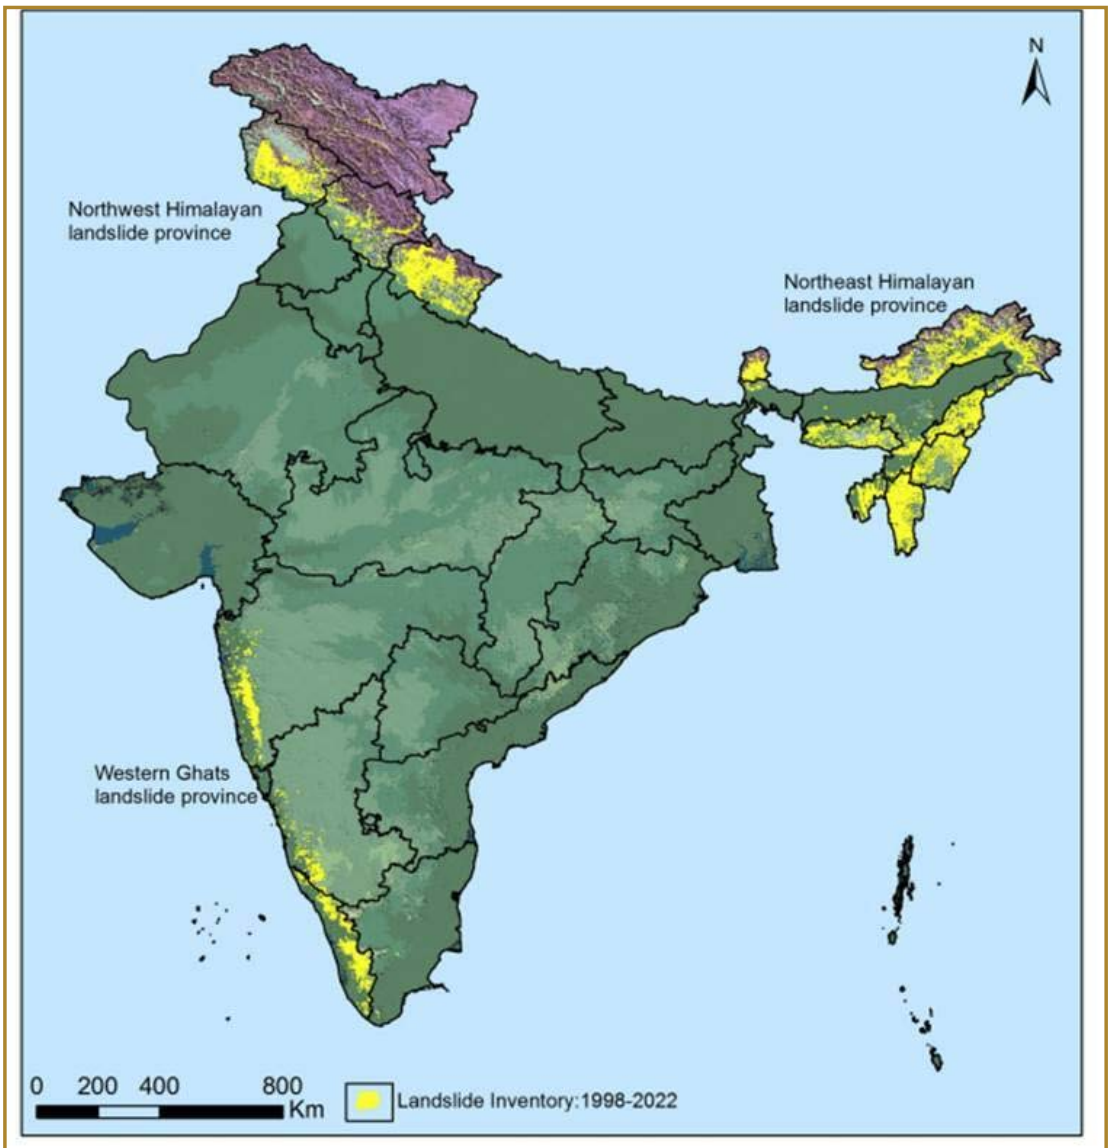 N
Northwest Himalayan
landslide province
Northeast Himalayan
landslide province
Western Ghats
landslide province
0 200 400 800
Km
Landslide Inventory:1998-2022